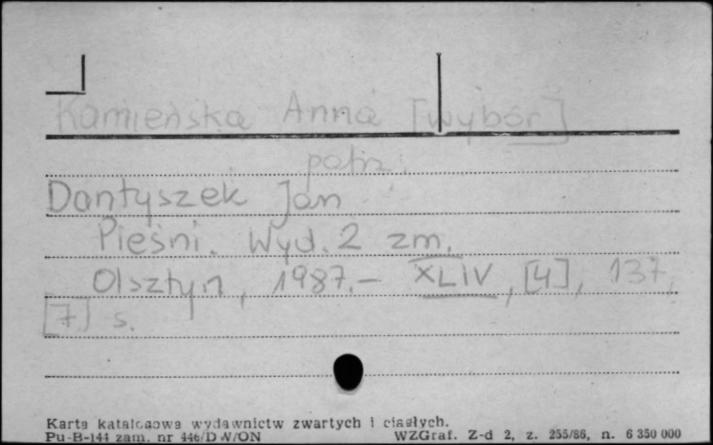 Kamieńska Anna [wybór]
patrz:
Dantyszek Jan
Pieśni. Wyd. 2 zm.
Olsztyn, 1987.– XLIV, [4], 137,
[7] s.
Karta katalogowa wydawnictw zwartych i ciągłych.
Pu-B-144 zam. nr 446/DW/ON WZGraf. Z-d 2, z. 255/86, n. 6 350 000